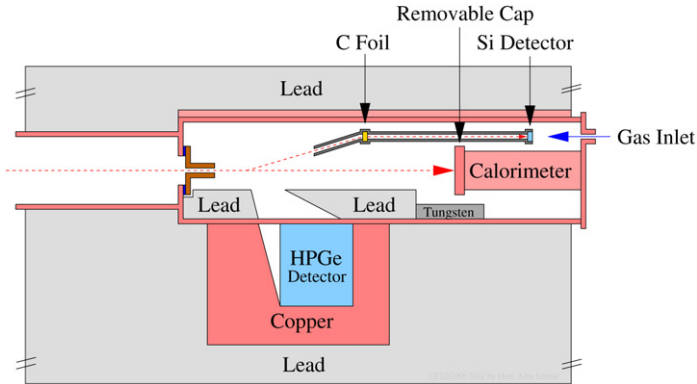 Removable Cap
C Foil
Si Detector
Lead
Gas Inlet
Calorimeter
Lead
Lead
Tungsten
HPGe
Detector
Copper
Lead